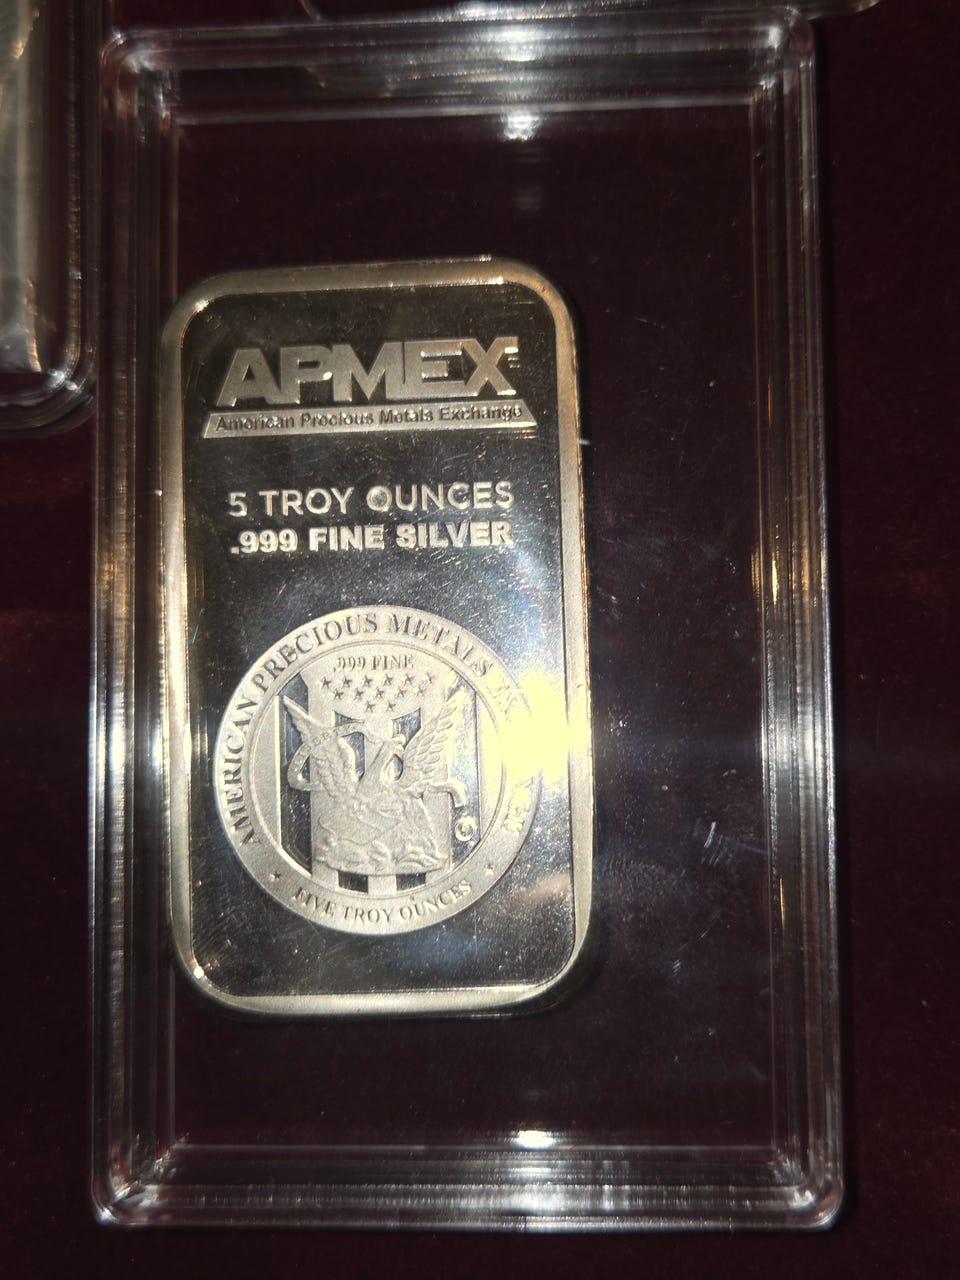 APMEX
American Precious Metals Exchange
5 TROY OUNCES
.999 FINE SILVER
AMERICAN PRECIOUS METALS
.999 FINE
FIVE TROY OUNCES